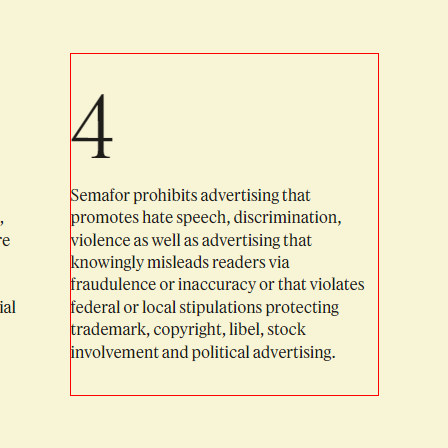 4
Semafor prohibits advertising that
promotes hate speech, discrimination,
violence as well as advertising that
knowingly misleads readers via
fraudulence or inaccuracy or that violates
federal or local stipulations protecting
trademark, copyright, libel, stock
involvement and political advertising.